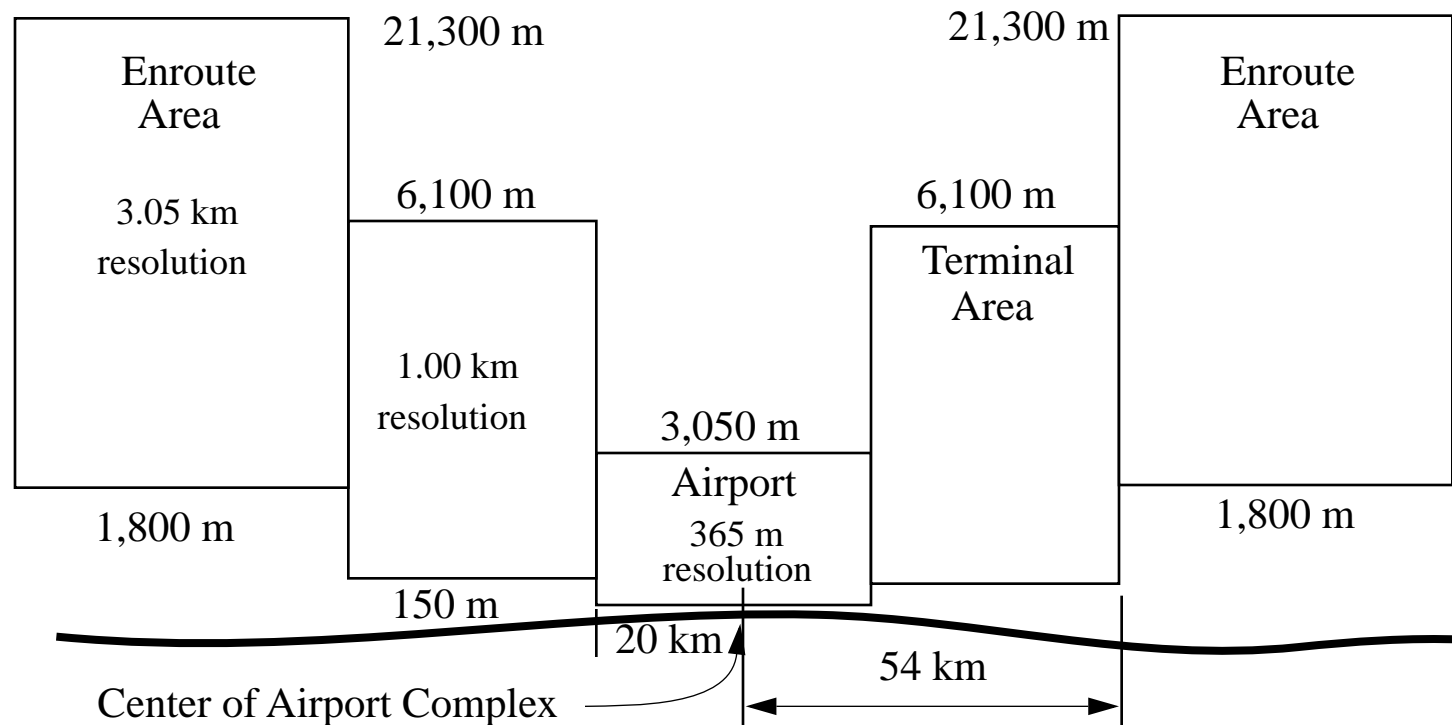 21,300 m
21,300 m
Enroute
Area
Enroute
Area
6,100 m
6,100 m
3.05 km
resolution
Terminal
Area
1.00 km
resolution
3,050 m
Airport
365 m
resolution
1,800 m
1,800 m
150 m
20 km
54 km
Center of Airport Complex